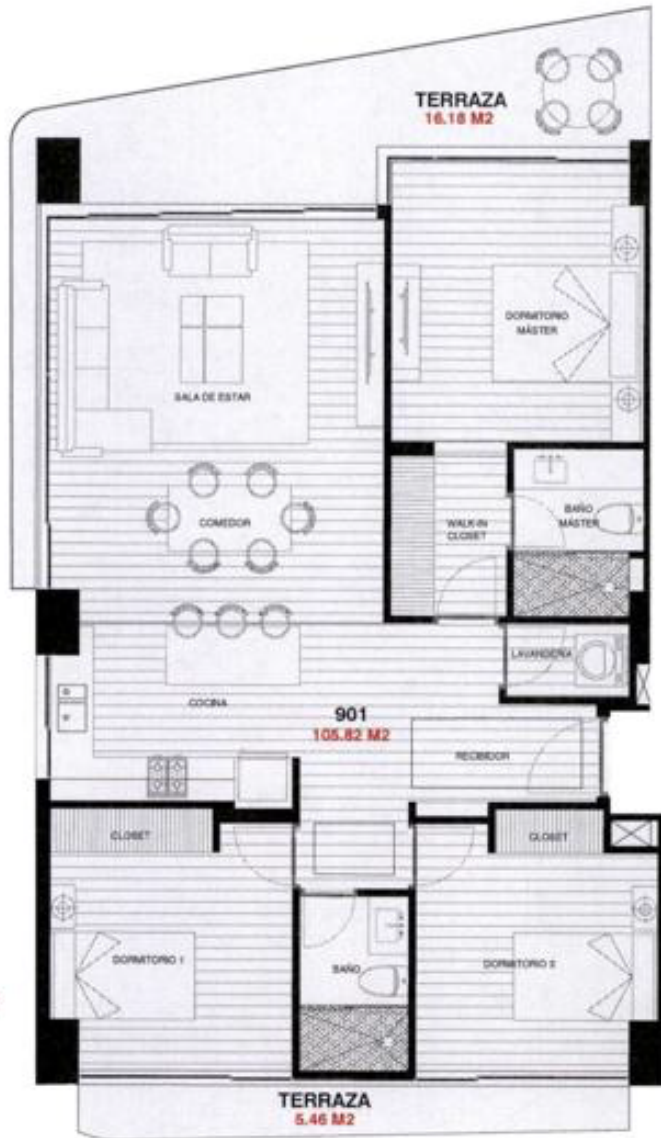 TERRAZA
16.18 M2
DORMITORIO
MÁSTER
SALA DE ESTAR
COMEDOR
WALK-IN
CLOSET
BAÑO
MÁSTER
LAVANDERIA
COCINA
901
105.82 M2
RECIBIDOR
CLOSET
CLOSET
DORMITORIO 1
BAÑO
DORMITORIO 2
TERRAZA
5.46 M2